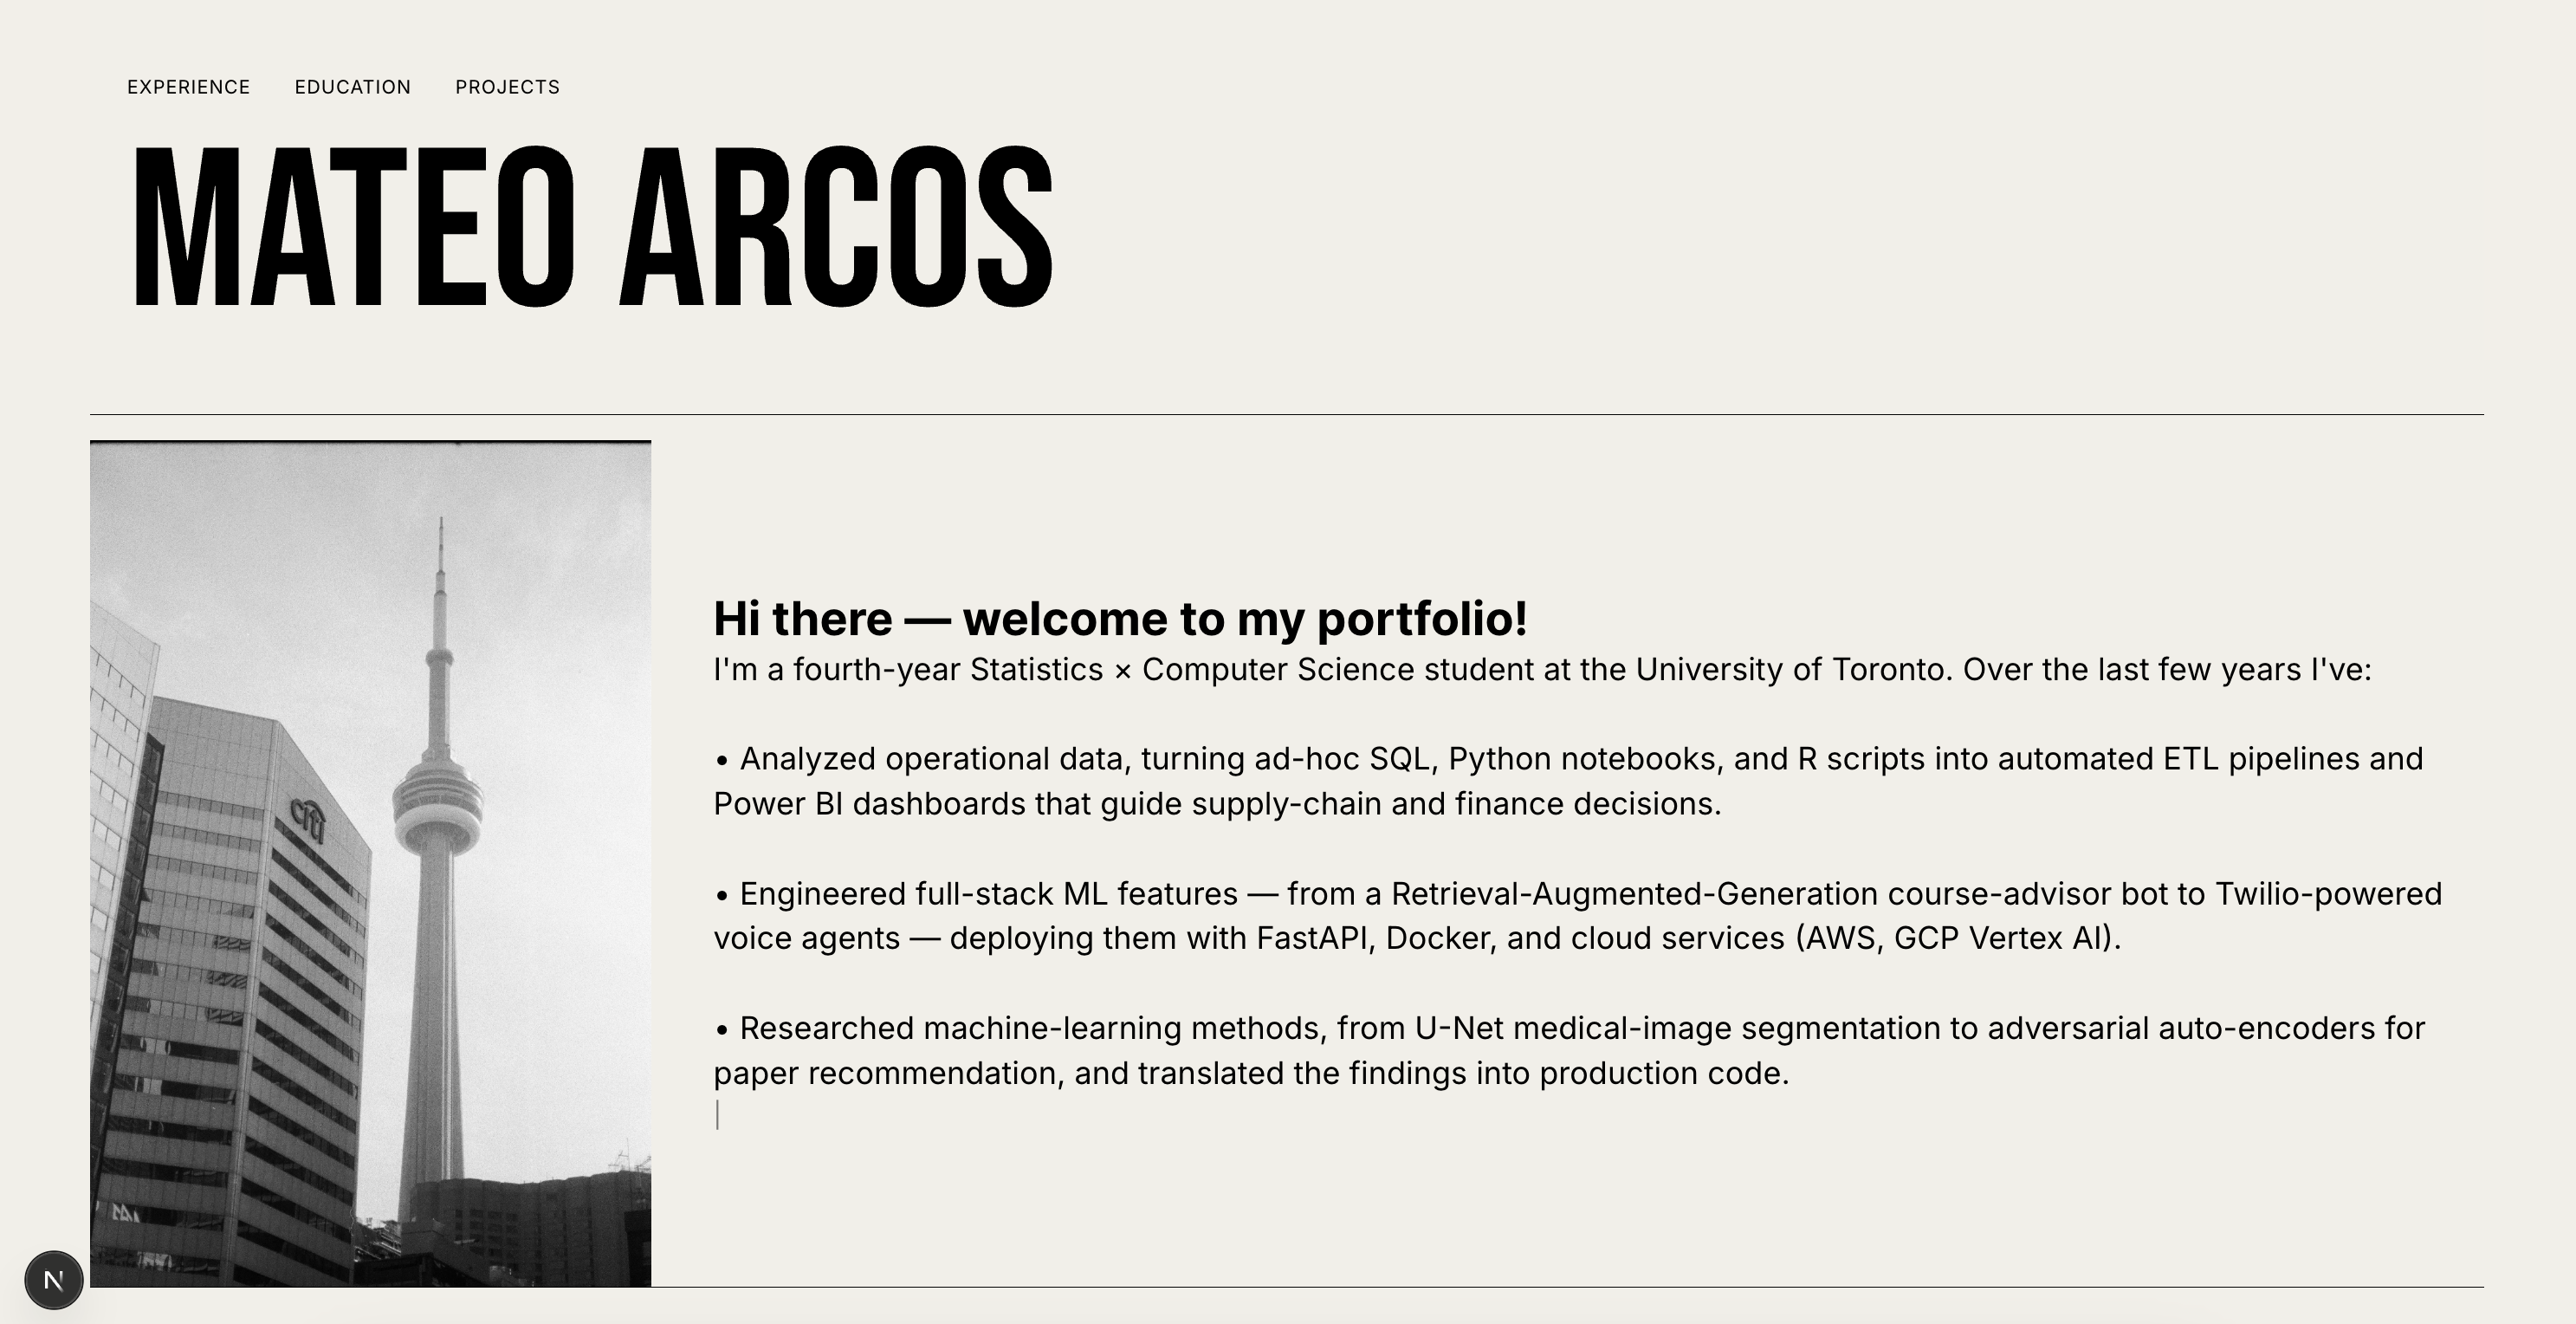 EXPERIENCE EDUCATION PROJECTS
MATEO ARCOS
citi
Hi there — welcome to my portfolio!
I'm a fourth-year Statistics × Computer Science student at the University of Toronto. Over the last few years I've:
• Analyzed operational data, turning ad-hoc SQL, Python notebooks, and R scripts into automated ETL pipelines and
Power BI dashboards that guide supply-chain and finance decisions.
• Engineered full-stack ML features — from a Retrieval-Augmented-Generation course-advisor bot to Twilio-powered
voice agents — deploying them with FastAPI, Docker, and cloud services (AWS, GCP Vertex AI).
• Researched machine-learning methods, from U-Net medical-image segmentation to adversarial auto-encoders for
paper recommendation, and translated the findings into production code.
N